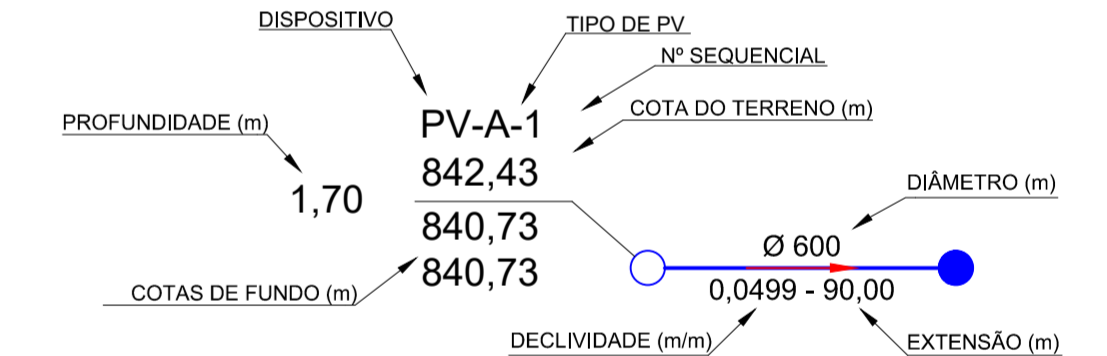 DISPOSITIVO
TIPO DE PV
Nº SEQUENCIAL
PV-A-1
COTA DO TERRENO (m)
PROFUNDIDADE (m)
842,43
1,70
DIÂMETRO (m)
840,73
Ø 600
840,73
COTAS DE FUNDO (m)
0,0499 - 90,00
DECLIVIDADE (m/m)
EXTENSÃO (m)